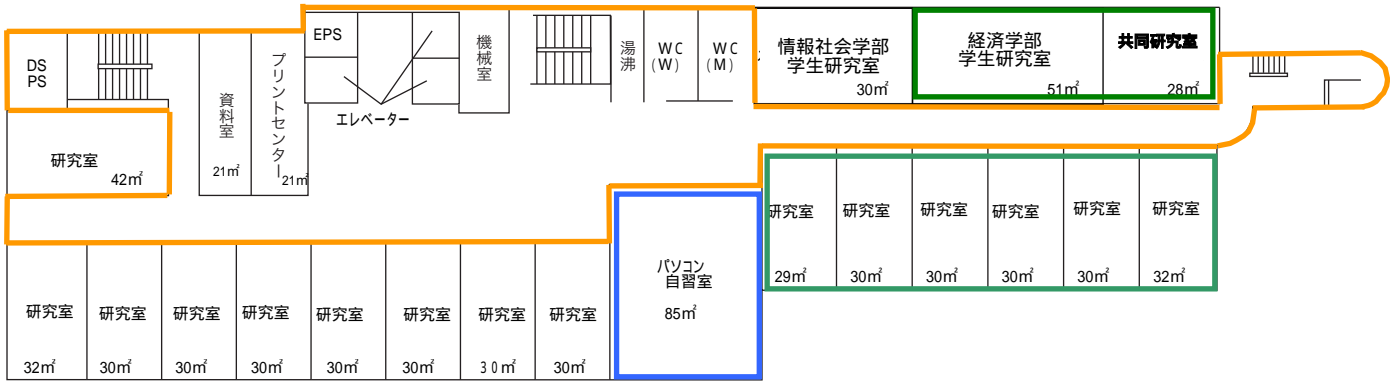 DS
PS
資料室
21㎡
プリントセンター
21㎡
EPS
エレベーター
機械室
湯沸
WC
(W)
WC
(M)
情報社会学部
学生研究室
30㎡
経済学部
学生研究室
51㎡
共同研究室
28㎡
研究室
42㎡
研究室
29㎡
研究室
30㎡
研究室
30㎡
研究室
30㎡
研究室
30㎡
研究室
32㎡
研究室
32㎡
研究室
30㎡
研究室
30㎡
研究室
30㎡
研究室
30㎡
研究室
30㎡
研究室
30㎡
研究室
30㎡
パソコン
自習室
85㎡